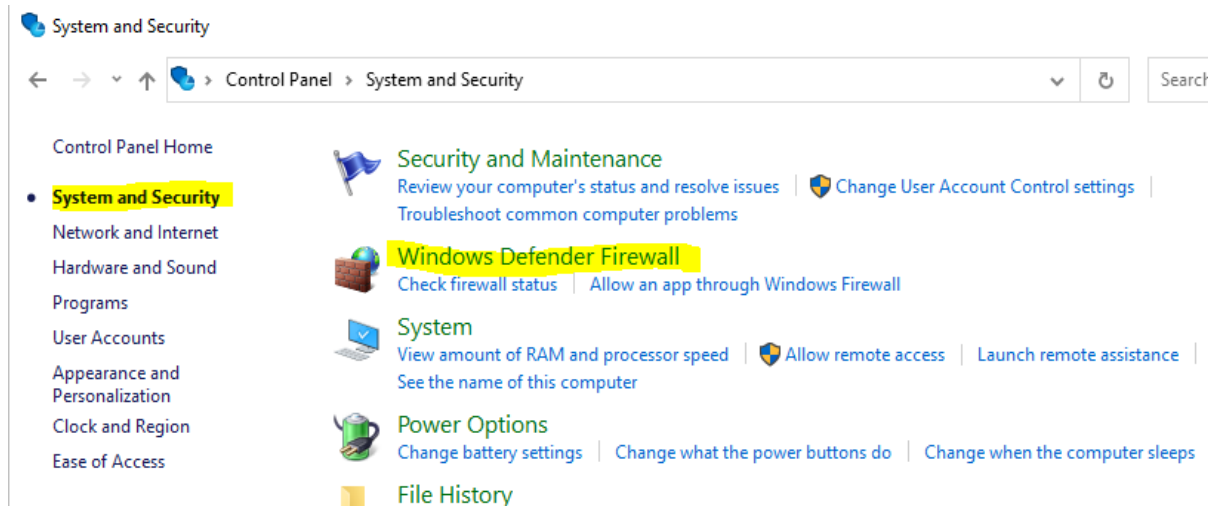 System and Security
Control Panel > System and Security
Search
Control Panel Home
System and Security
Network and Internet
Hardware and Sound
Programs
User Accounts
Appearance and
Personalization
Clock and Region
Ease of Access
Security and Maintenance
Review your computer's status and resolve issues | Change User Account Control settings |
Troubleshoot common computer problems
Windows Defender Firewall
Check firewall status | Allow an app through Windows Firewall
System
View amount of RAM and processor speed | Allow remote access | Launch remote assistance |
See the name of this computer
Power Options
Change battery settings | Change what the power buttons do | Change when the computer sleeps
File History